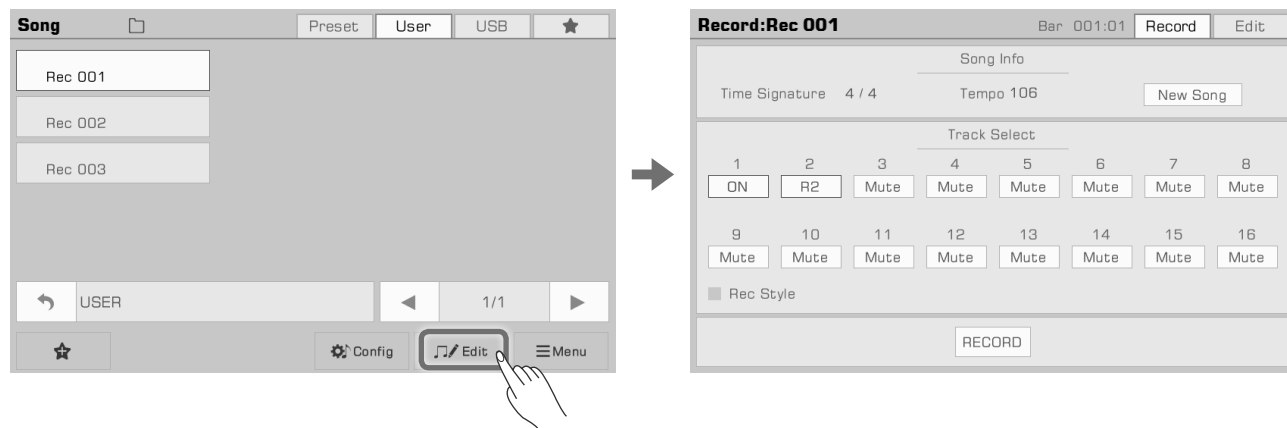 Song Preset User USB
Rec 001
Rec 002
Rec 003
USER 1/1
Config Edit Menu
Record:Rec 001 Bar 001:01 Record Edit
Song Info
Time Signature 4 / 4 Tempo 106 New Song
Track Select
1 2 3 4 5 6 7 8
ON R2 Mute Mute Mute Mute Mute Mute
9 10 11 12 13 14 15 16
Mute Mute Mute Mute Mute Mute Mute Mute
Rec Style
RECORD